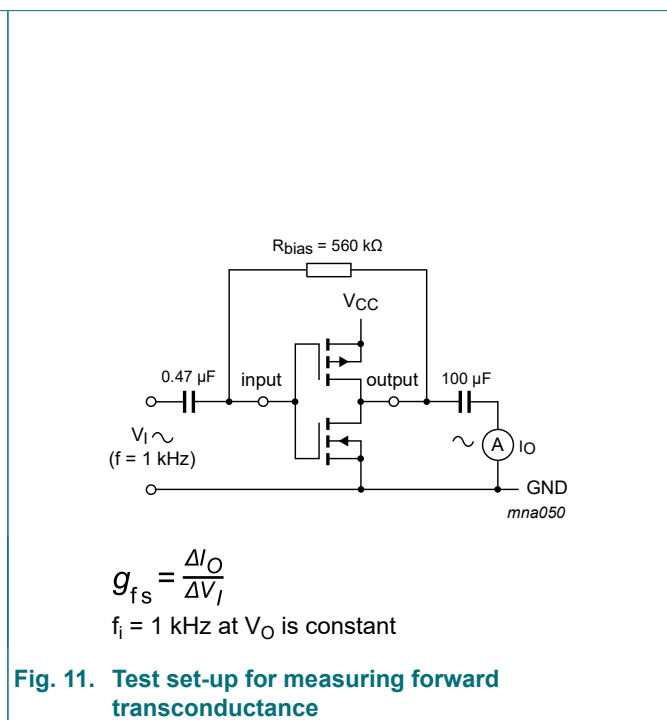 Rbias = 560 kΩ
VCC
0.47 μF
input
output
100 μF
VI ~
(f = 1 kHz)
~
A
IO
GND
mna050
gfs = ΔIO / ΔVI
fi = 1 kHz at VO is constant
Fig. 11. Test set-up for measuring forward
transconductance